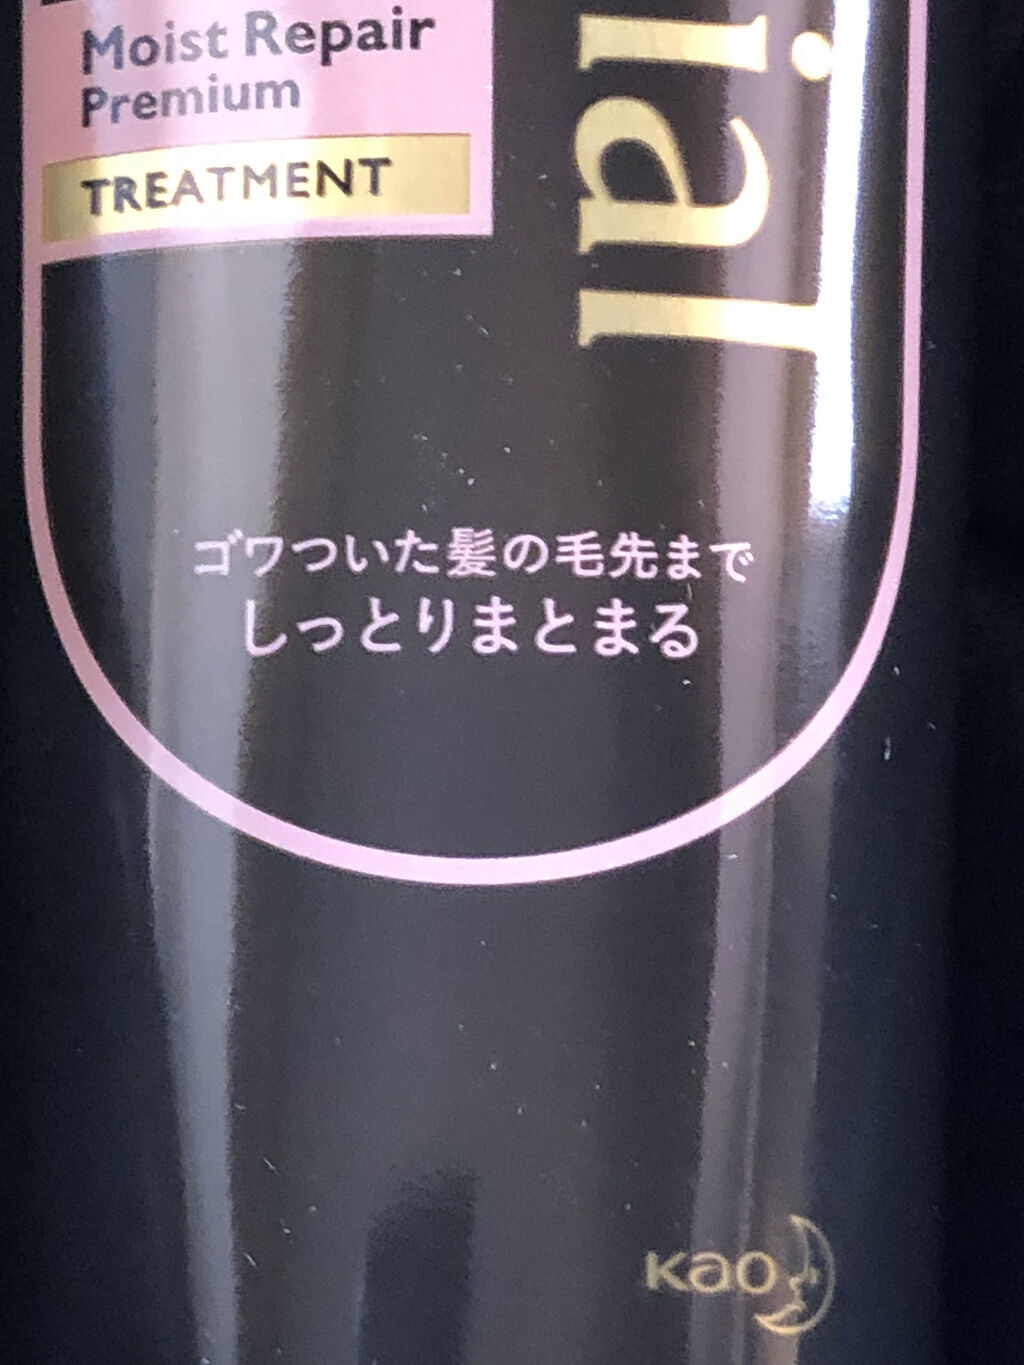 Moist Repair
Premium
TREATMENT
ial
ゴワついた髪の毛先まで
しっとりまとまる
Kao